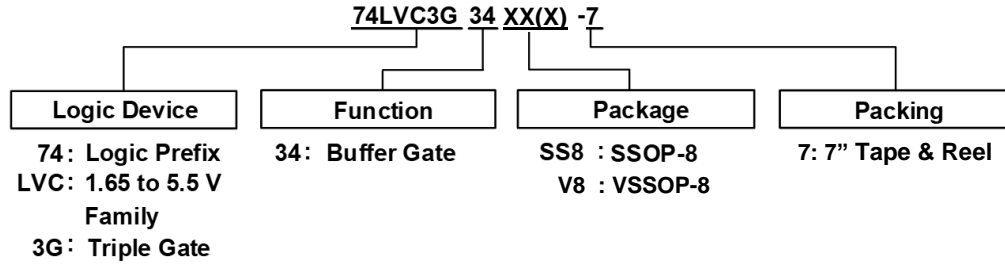 74LVC3G 34 XX(X) -7
Logic Device
Function
Package
Packing
74 : Logic Prefix
LVC: 1.65 to 5.5 V
Family
3G : Triple Gate
34 : Buffer Gate
SS8 : SSOP-8
V8 : VSSOP-8
7: 7” Tape & Reel